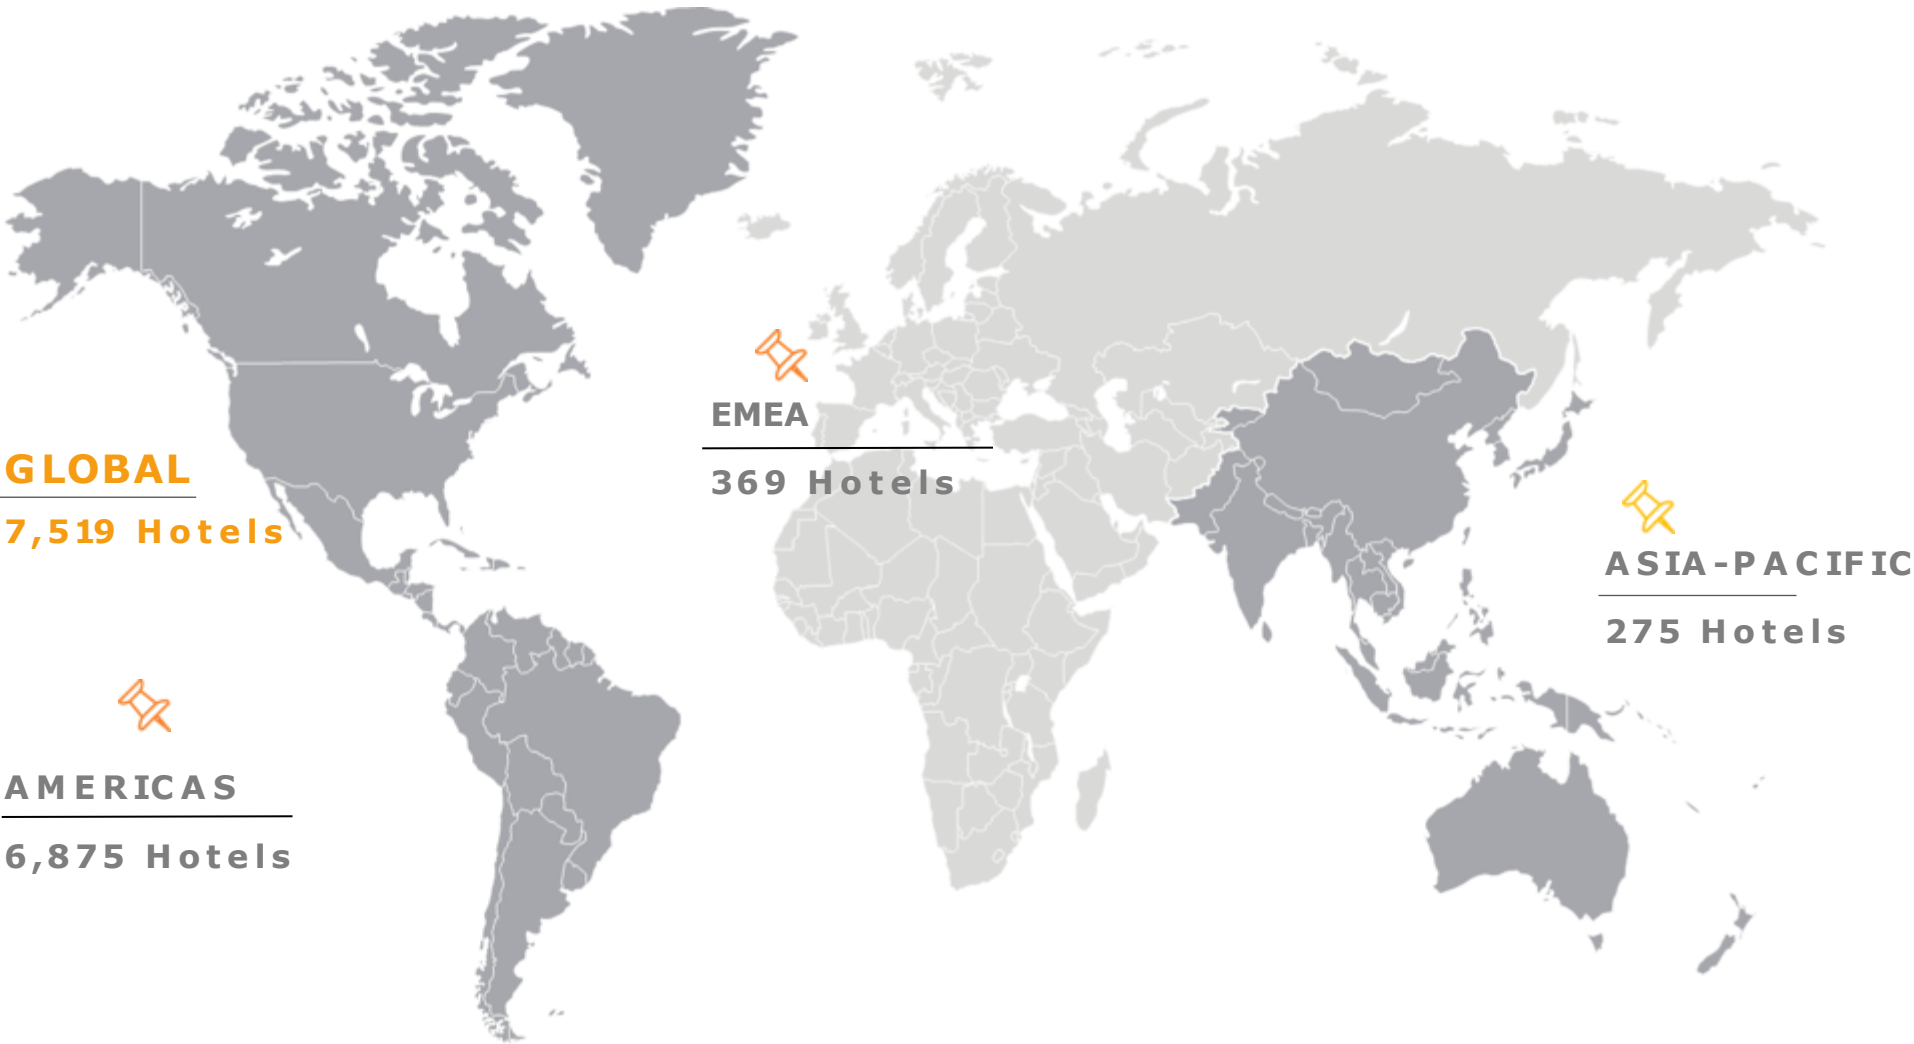 GLOBAL
7,519 Hotels
AMERICAS
6,875 Hotels
EMEA
369 Hotels
ASIA-PACIFIC
275 Hotels